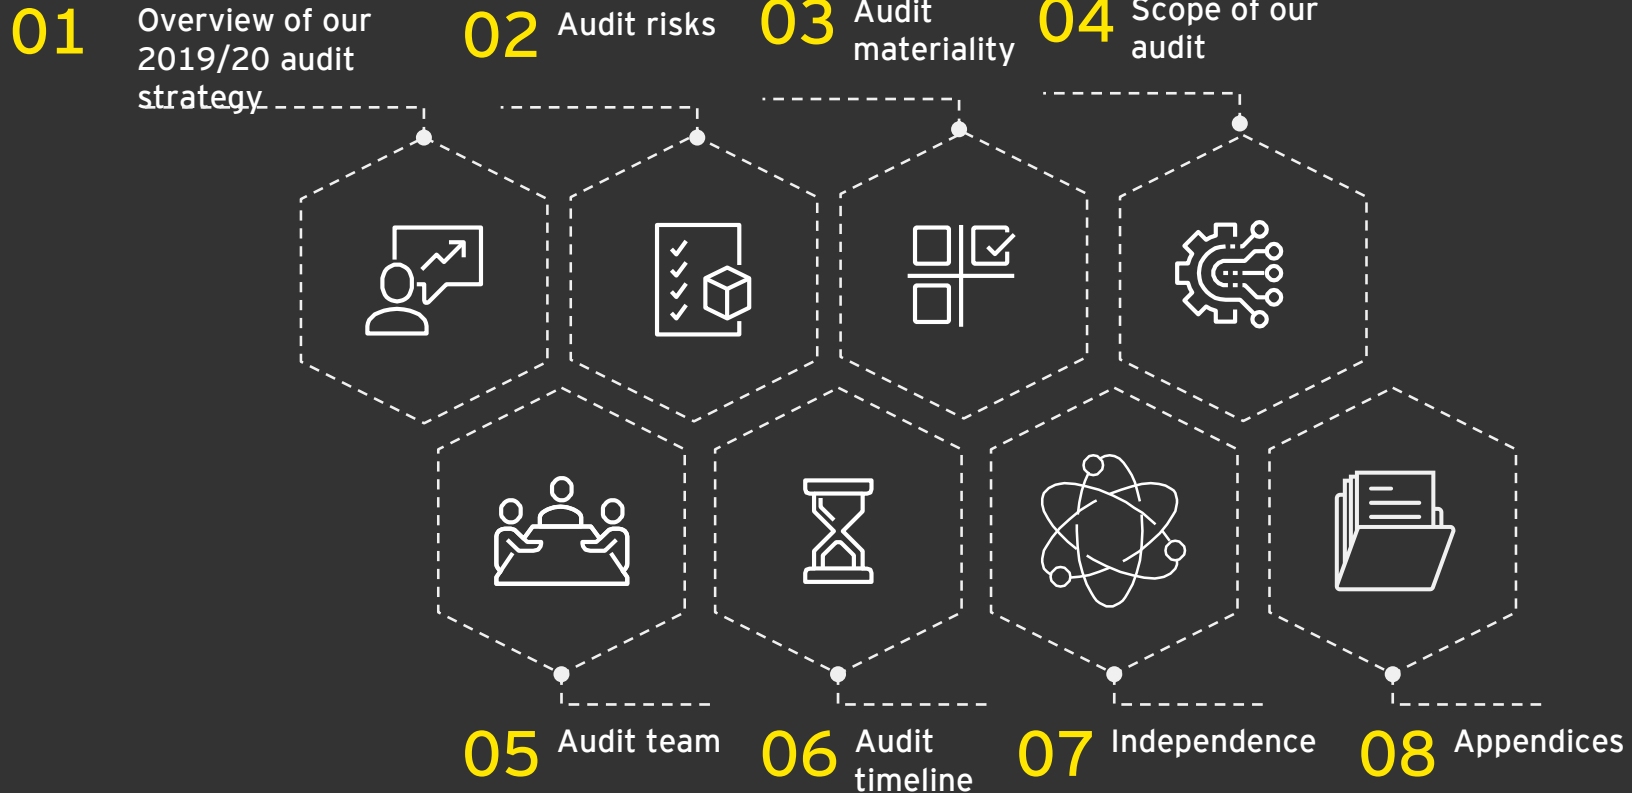 01
Overview of our
2019/20 audit
strategy
02
Audit risks
03
Audit
materiality
04
Scope of our
audit
05
Audit team
06
Audit
timeline
07
Independence
08
Appendices